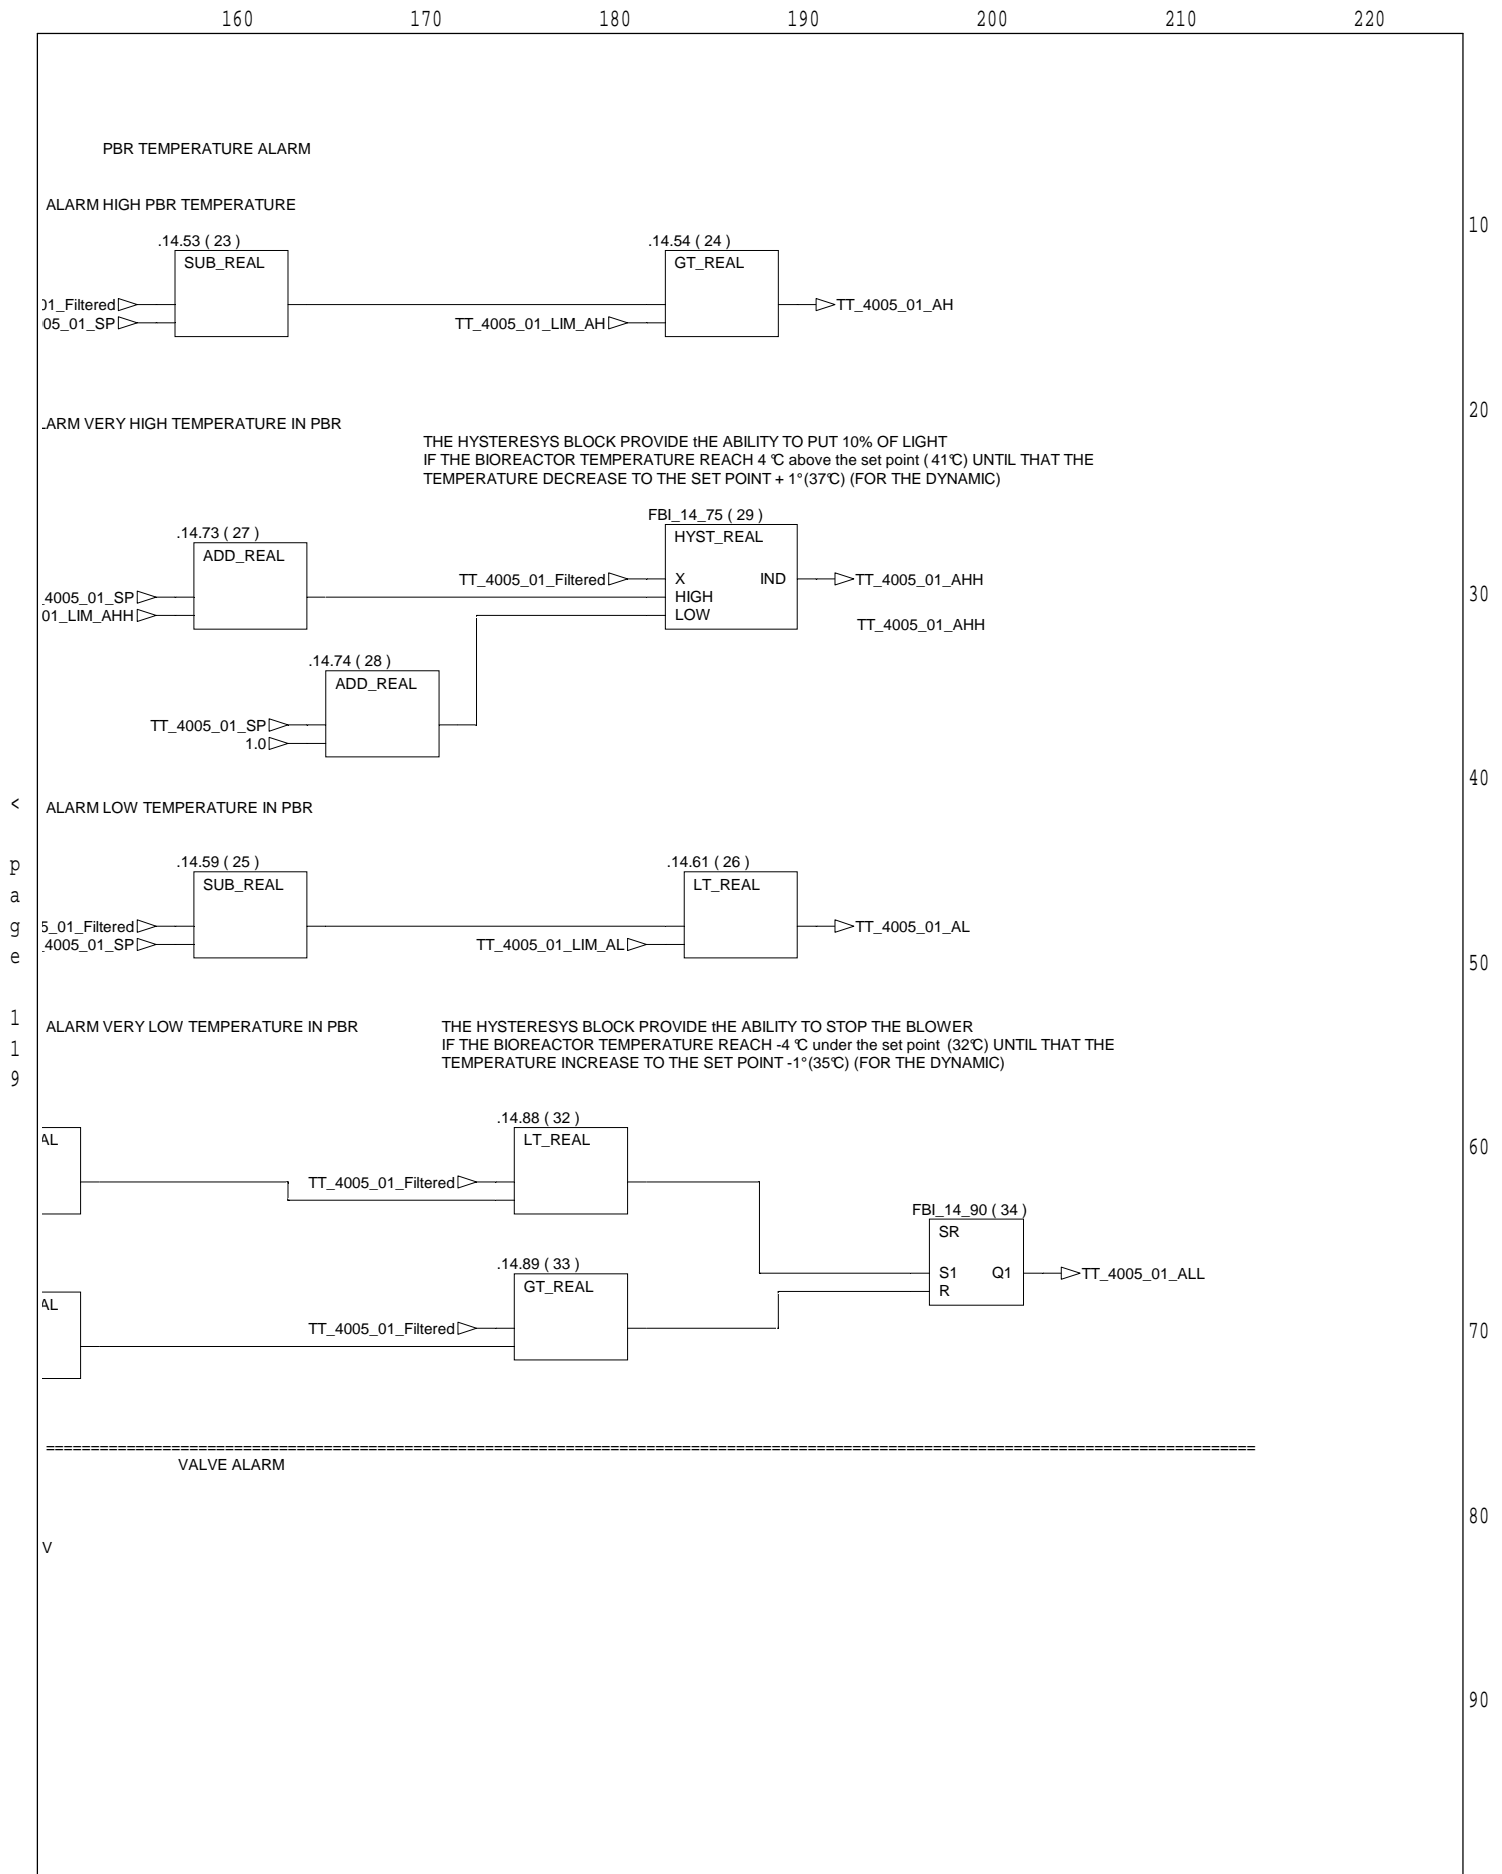 160 170 180 190 200 210 220
PBR TEMPERATURE ALARM
ALARM HIGH PBR TEMPERATURE
10
.14.53 ( 23 )
SUB_REAL
.14.54 ( 24 )
GT_REAL
01_Filtered
05_01_SP
TT_4005_01_LIM_AH
TT_4005_01_AH
20
LARM VERY HIGH TEMPERATURE IN PBR
THE HYSTERESYS BLOCK PROVIDE tHE ABILITY TO PUT 10% OF LIGHT
IF THE BIOREACTOR TEMPERATURE REACH 4 °C above the set point ( 41°C) UNTIL THAT THE
TEMPERATURE DECREASE TO THE SET POINT + 1°(37°C) (FOR THE DYNAMIC)
.14.73 ( 27 )
ADD_REAL
FBI_14_75 ( 29 )
HYST_REAL
TT_4005_01_Filtered
X IND
HIGH
LOW
TT_4005_01_AHH
_4005_01_SP
01_LIM_AHH
30
TT_4005_01_AHH
.14.74 ( 28 )
ADD_REAL
TT_4005_01_SP
1.0
40
< page 119
ALARM LOW TEMPERATURE IN PBR
.14.59 ( 25 )
SUB_REAL
.14.61 ( 26 )
LT_REAL
5_01_Filtered
_4005_01_SP
TT_4005_01_LIM_AL
TT_4005_01_AL
50
ALARM VERY LOW TEMPERATURE IN PBR
THE HYSTERESYS BLOCK PROVIDE tHE ABILITY TO STOP THE BLOWER
IF THE BIOREACTOR TEMPERATURE REACH -4 °C under the set point (32°C) UNTIL THAT THE
TEMPERATURE INCREASE TO THE SET POINT -1°(35°C) (FOR THE DYNAMIC)
60
AL
.14.88 ( 32 )
LT_REAL
TT_4005_01_Filtered
FBI_14_90 ( 34 )
SR
S1 Q1
R
TT_4005_01_ALL
.14.89 ( 33 )
GT_REAL
AL
TT_4005_01_Filtered
70
========================================================================
VALVE ALARM
80
V
90